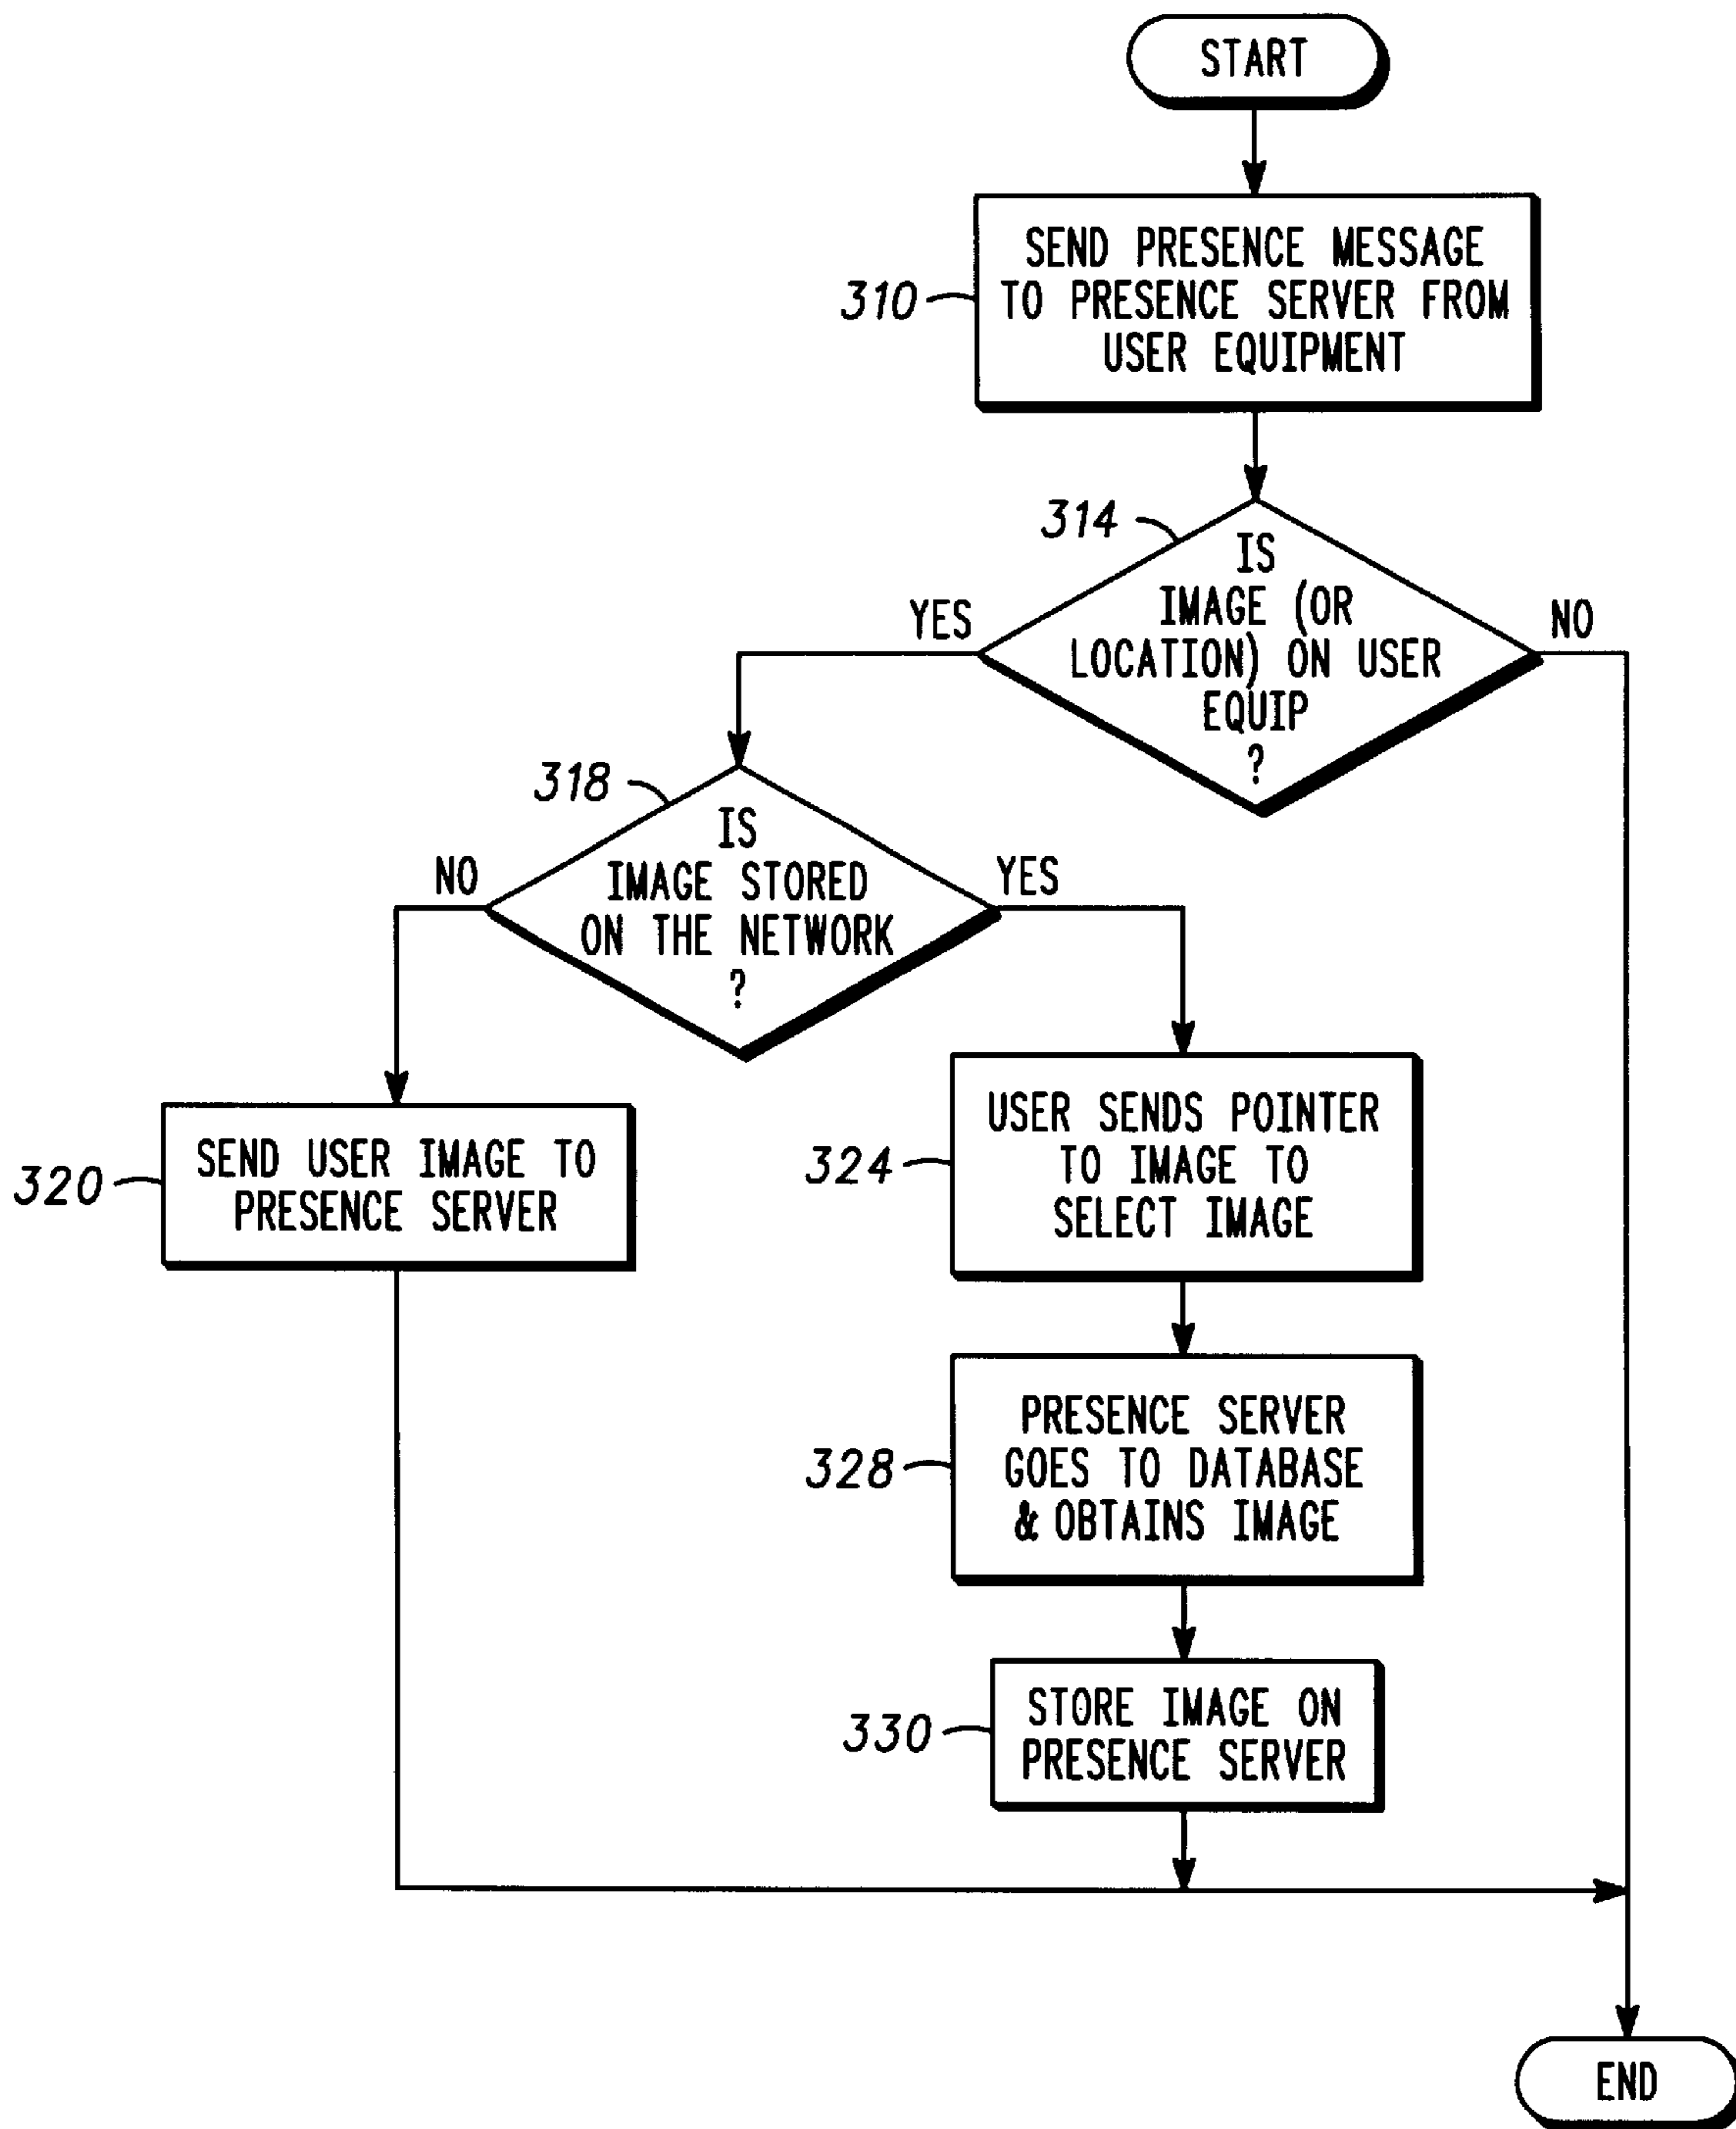 START
310
SEND PRESENCE MESSAGE
TO PRESENCE SERVER FROM
USER EQUIPMENT
314
IS
IMAGE (OR
LOCATION) ON USER
EQUIP
?
YES
NO
318
IS
IMAGE STORED
ON THE NETWORK
?
NO
YES
320
SEND USER IMAGE TO
PRESENCE SERVER
324
USER SENDS POINTER
TO IMAGE TO
SELECT IMAGE
328
PRESENCE SERVER
GOES TO DATABASE
& OBTAINS IMAGE
330
STORE IMAGE ON
PRESENCE SERVER
END